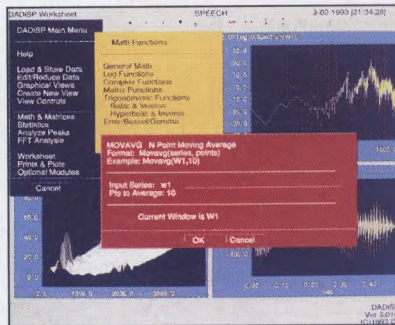 DADiSP Worksheet
SPEECH
3-02-1993 [21:34:28]
DADiSP Main Menu
Help
Load & Store Data
Edit/Reduce Data
Graphical Views
Create New View
View Controls
Math & Matrices
Statistics
Analyze Peaks
FFT Analysis
Worksheet
Prints & Plots
Optional Modules
Cancel
Math Functions
General Math
Log Functions
Complex Functions
Matrix Functions
Trigonometric Functions
Basic & Inverse
Hyperbolic & Inverse
Error/Bessel/Gamma
MOVAVG N Point Moving Average
Format: Movavg(series, points)
Example: Movavg(W1,10)
Input Series: w1
Pts to Average: 10
Current Window is W1
OK Cancel